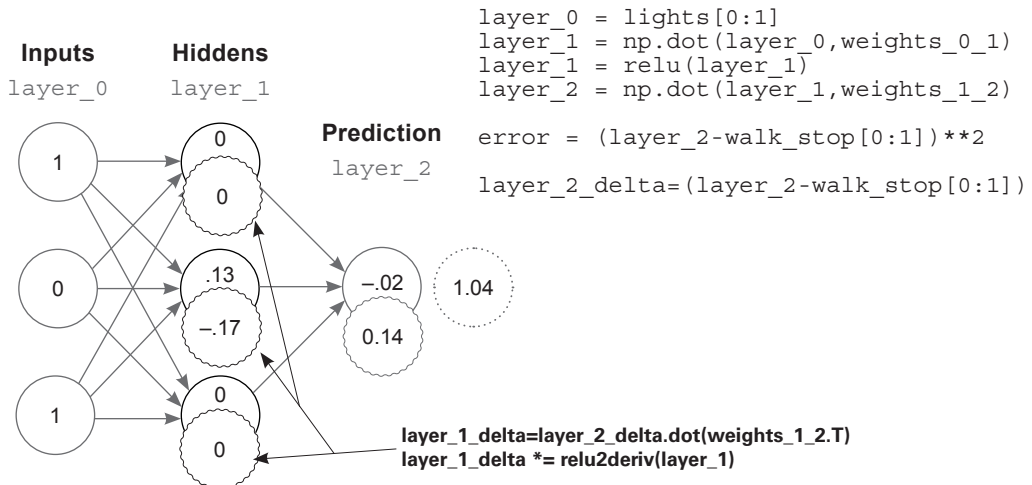 layer_0 = lights[0:1]
layer_1 = np.dot(layer_0,weights_0_1)
layer_1 = relu(layer_1)
layer_2 = np.dot(layer_1,weights_1_2)
error = (layer_2-walk_stop[0:1])**2
layer_2_delta=(layer_2-walk_stop[0:1])
Inputs
layer_0
Hiddens
layer_1
Prediction
layer_2
1
0
1
0
0
.13
–.17
0
0
–.02
0.14
1.04
layer_1_delta=layer_2_delta.dot(weights_1_2.T)
layer_1_delta *= relu2deriv(layer_1)